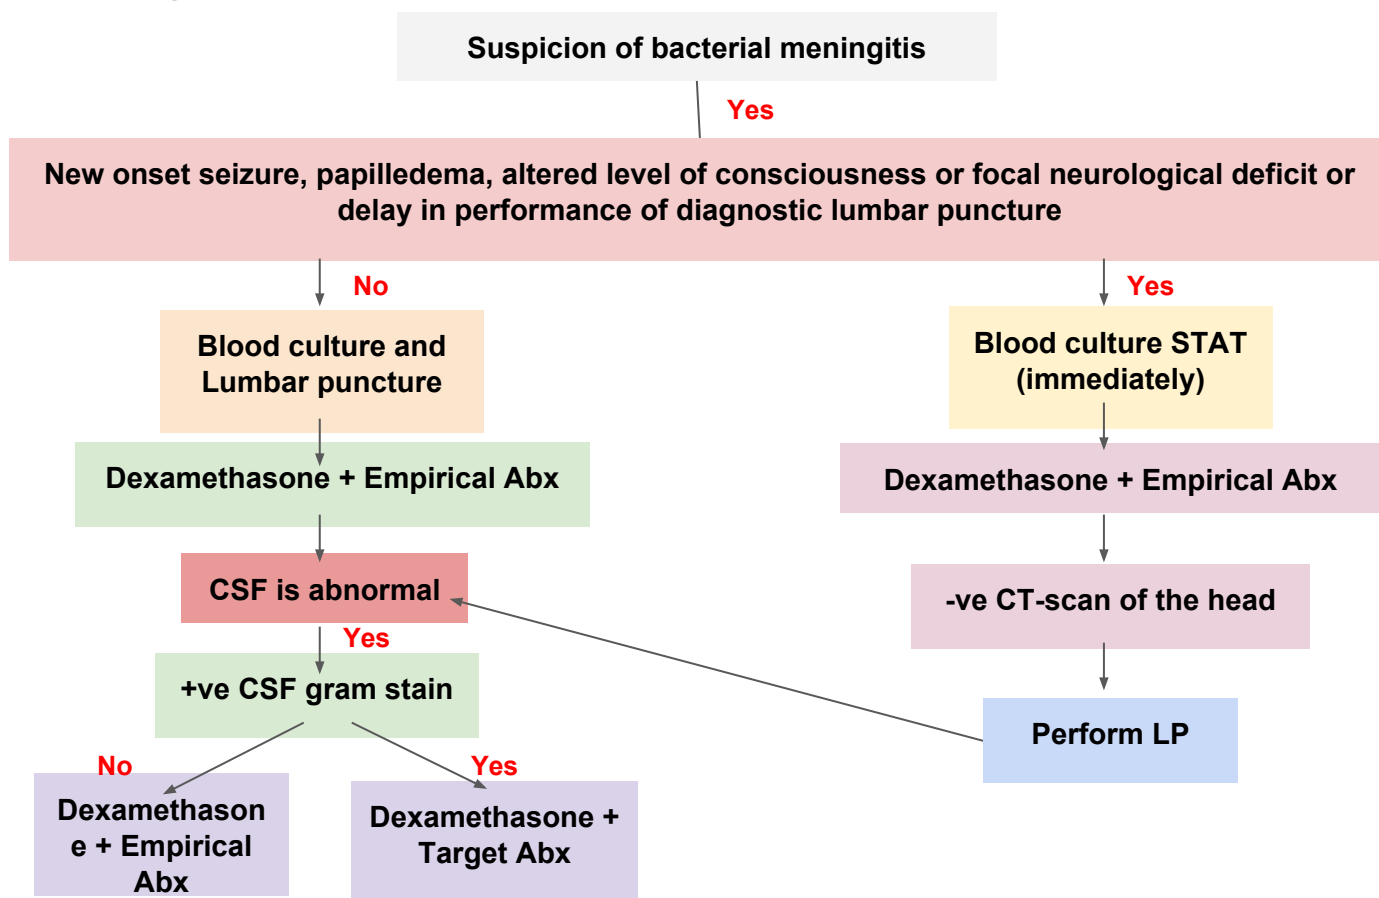 Suspicion of bacterial meningitis
Yes
New onset seizure, papilledema, altered level of consciousness or focal neurological deficit or
delay in performance of diagnostic lumbar puncture
No
Yes
Blood culture and
Lumbar puncture
Blood culture STAT
(immediately)
Dexamethasone + Empirical Abx
Dexamethasone + Empirical Abx
CSF is abnormal
-ve CT-scan of the head
Yes
+ve CSF gram stain
Perform LP
No
Yes
Dexamethason
e + Empirical
Abx
Dexamethasone +
Target Abx